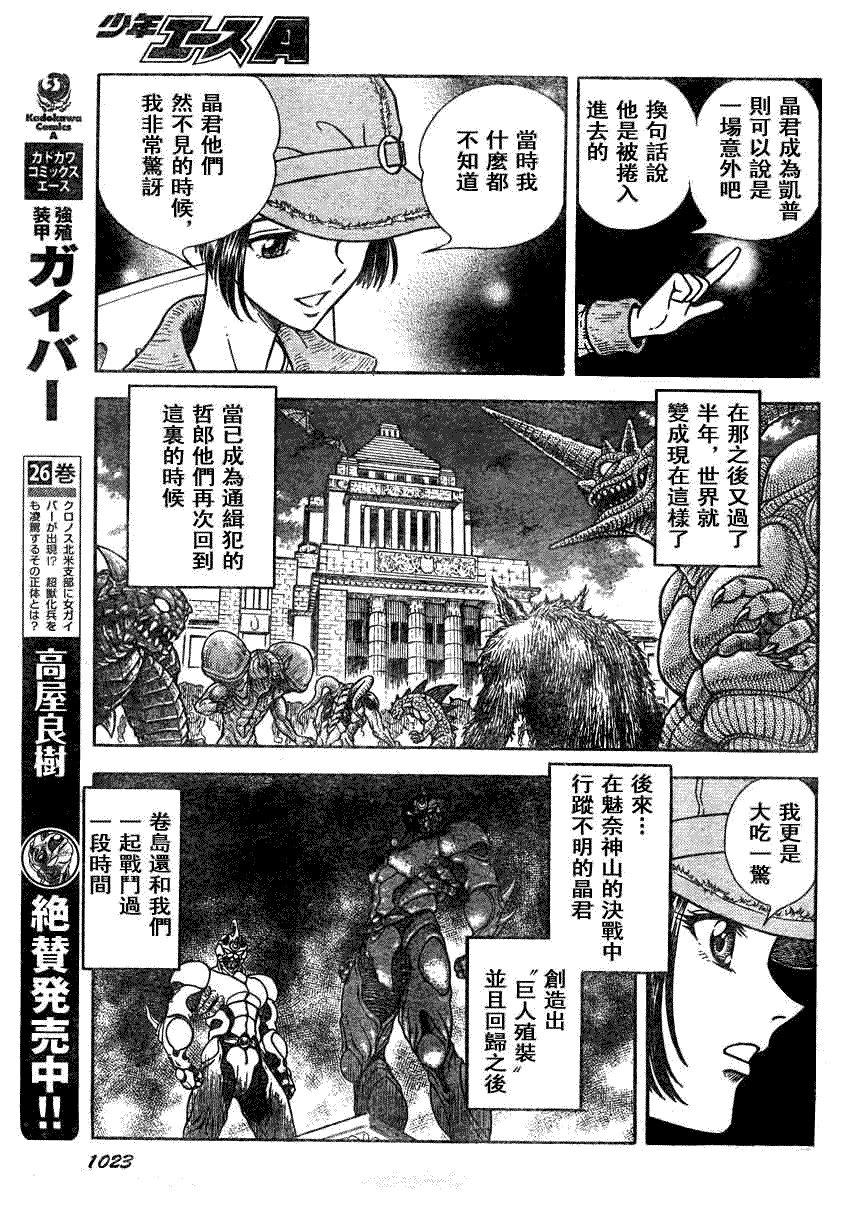 少年エースA
晶君成為凱普
則可以說是
一場意外吧
換句話說
他是被捲入
進去的
當時我
什麼都
不知道
晶君他們
然不見的時候，
我非常驚訝
在那之後又過了
半年，世界就
變成現在這樣了
當已成為通緝犯的
哲郎他們再次回到
這裏的時候
我更是
大吃一驚
後來…
在魅奈神山的決戰中
行蹤不明的晶君
創造出
〝巨人殖裝〞
並且回歸之後
卷島還和我們
一起戰鬥過
一段時間
Kadokawa
Comics
A
カドカワ
コミックス
エース
強殖
装甲
ガイバー
26巻
クロノス北米支部に女ガイ
バーが出現!? 超獣化兵を
も凌駕するその正体とは？
高屋良樹
絶賛発売中!!
1023